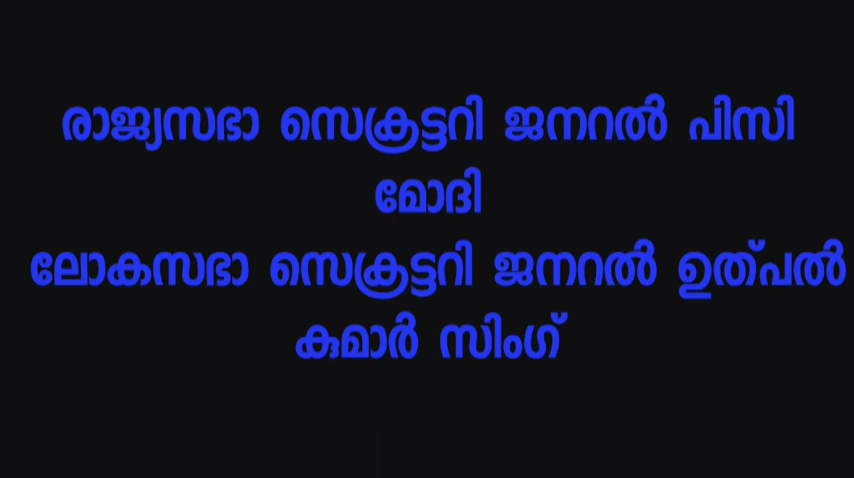 രാജ്യസഭാ സെക്രട്ടറി ജനറൽ പിസി
മോദി
ലോകസഭാ സെക്രട്ടറി ജനറൽ ഉത്പൽ
കുമാർ സിംഗ്